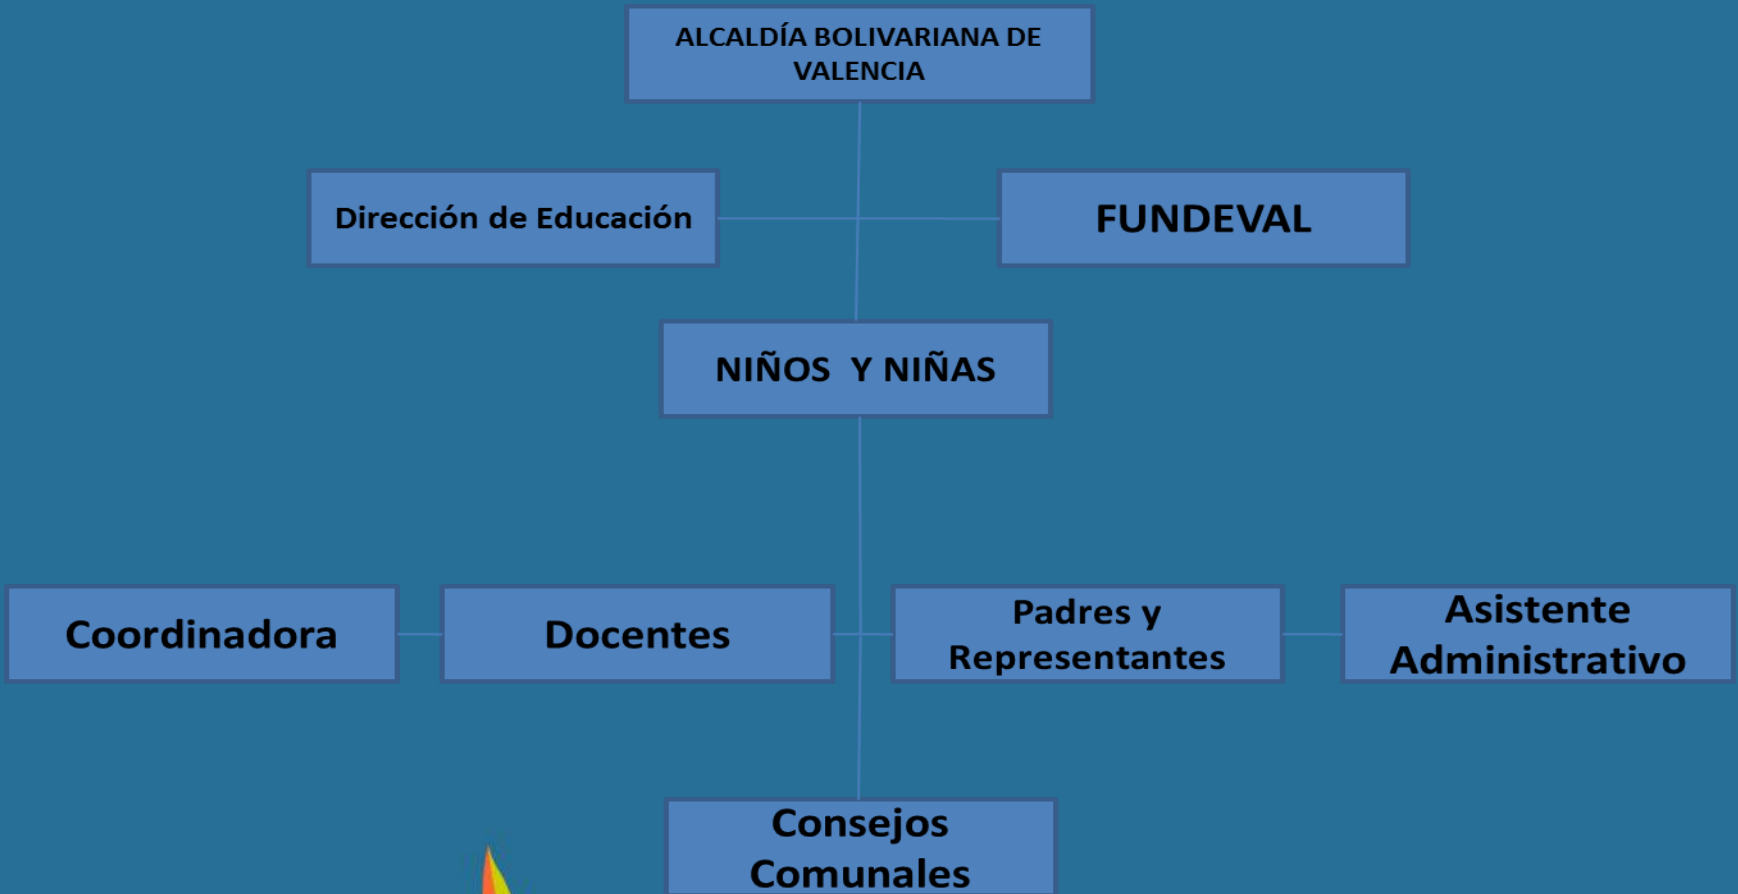 ALCALDÍA BOLIVARIANA DE
VALENCIA
Dirección de Educación
FUNDEVAL
NIÑOS Y NIÑAS
Coordinadora
Docentes
Padres y
Representantes
Asistente
Administrativo
Consejos
Comunales